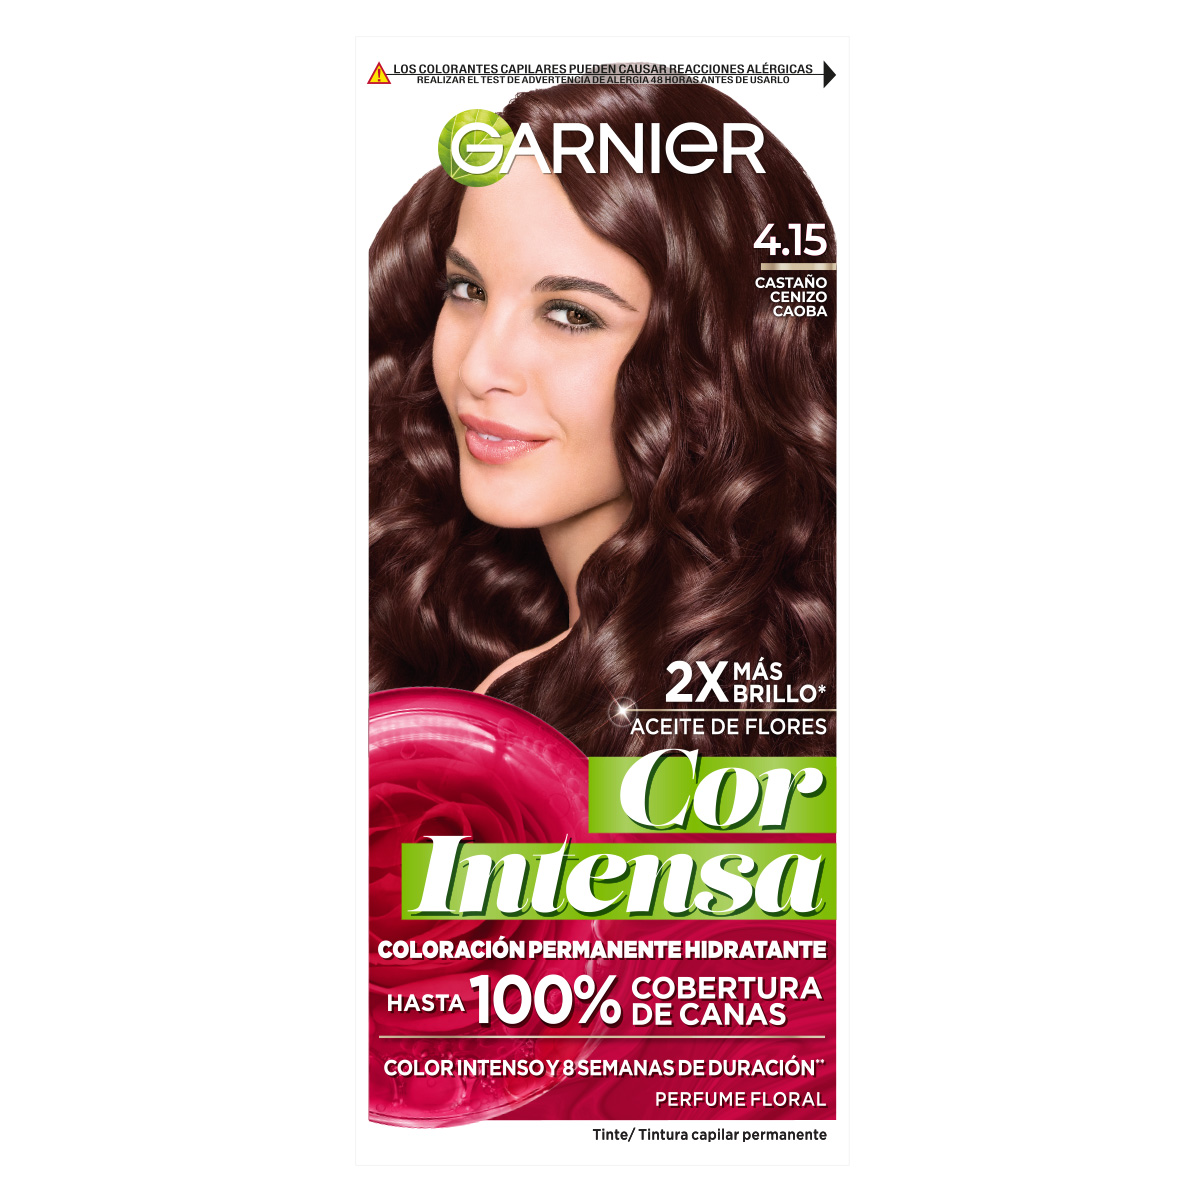 LOS COLORANTES CAPILARES PUEDEN CAUSAR REACCIONES ALÉRGICAS
REALIZAR EL TEST DE ADVERTENCIA DE ALERGIA 48 HORAS ANTES DE USARLO
GARNIER
4.15
CASTAÑO
CENIZO
CAOBA
2X MÁS
BRILLO*
ACEITE DE FLORES
Cor
Intensa
COLORACIÓN PERMANENTE HIDRATANTE
HASTA 100% COBERTURA
DE CANAS
COLOR INTENSO Y 8 SEMANAS DE DURACIÓN**
PERFUME FLORAL
Tinte/ Tintura capilar permanente